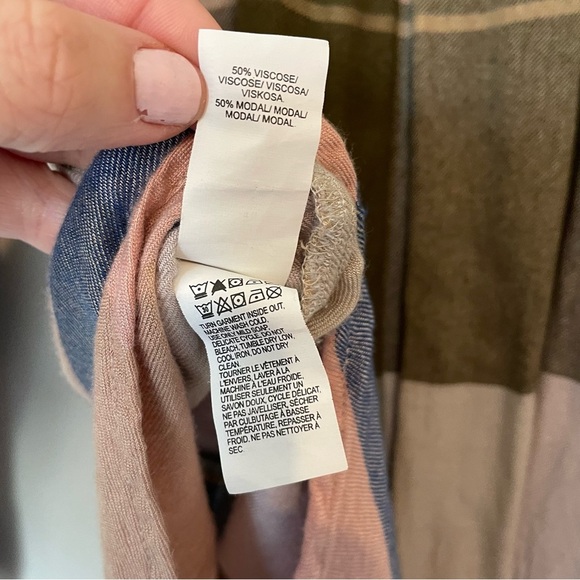 50% VISCOSE/
VISCOSE/ VISCOSA/
VISKOSA
50% MODAL/ MODAL/
MODAL/ MODAL
TURN GARMENT INSIDE OUT,
MACHINE WASH COLD,
USE ONLY MILD SOAP,
DELICATE CYCLE, DO NOT
BLEACH, TUMBLE DRY LOW,
COOL IRON, DO NOT DRY
CLEAN
TOURNER LE VÊTEMENT À
L'ENVERS, LAVER À LA
MACHINE À L'EAU FROIDE,
UTILISER SEULEMENT UN
SAVON DOUX, CYCLE DÉLICAT,
NE PAS JAVELLISER, SÉCHER
PAR CULBUTAGE À BASSE
TEMPÉRATURE, REPASSER À
FROID, NE PAS NETTOYER À
SEC